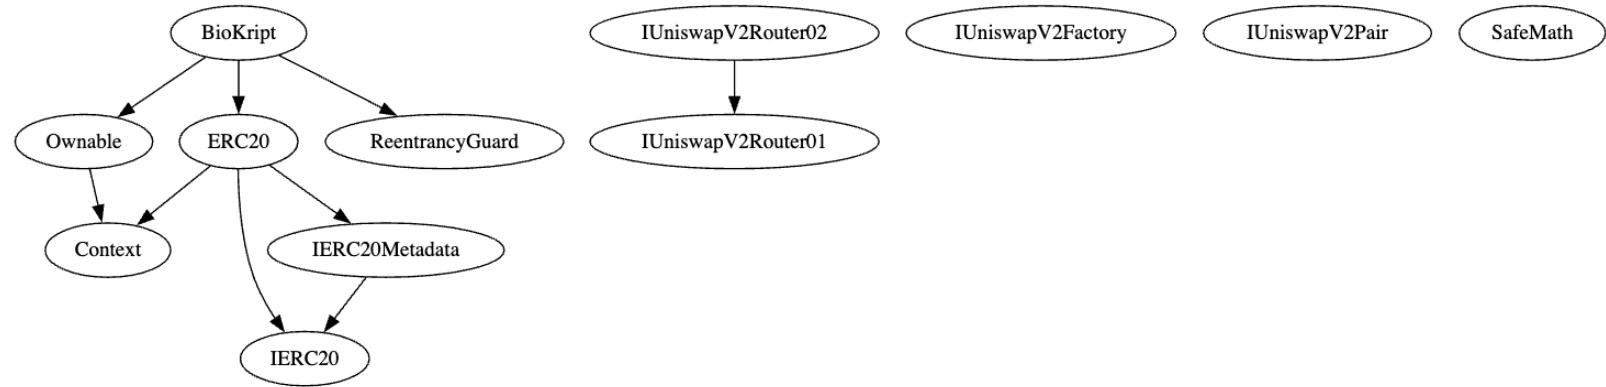 BioKript
IUniswapV2Router02
IUniswapV2Factory
IUniswapV2Pair
SafeMath
Ownable
ERC20
ReentrancyGuard
IUniswapV2Router01
Context
IERC20Metadata
IERC20